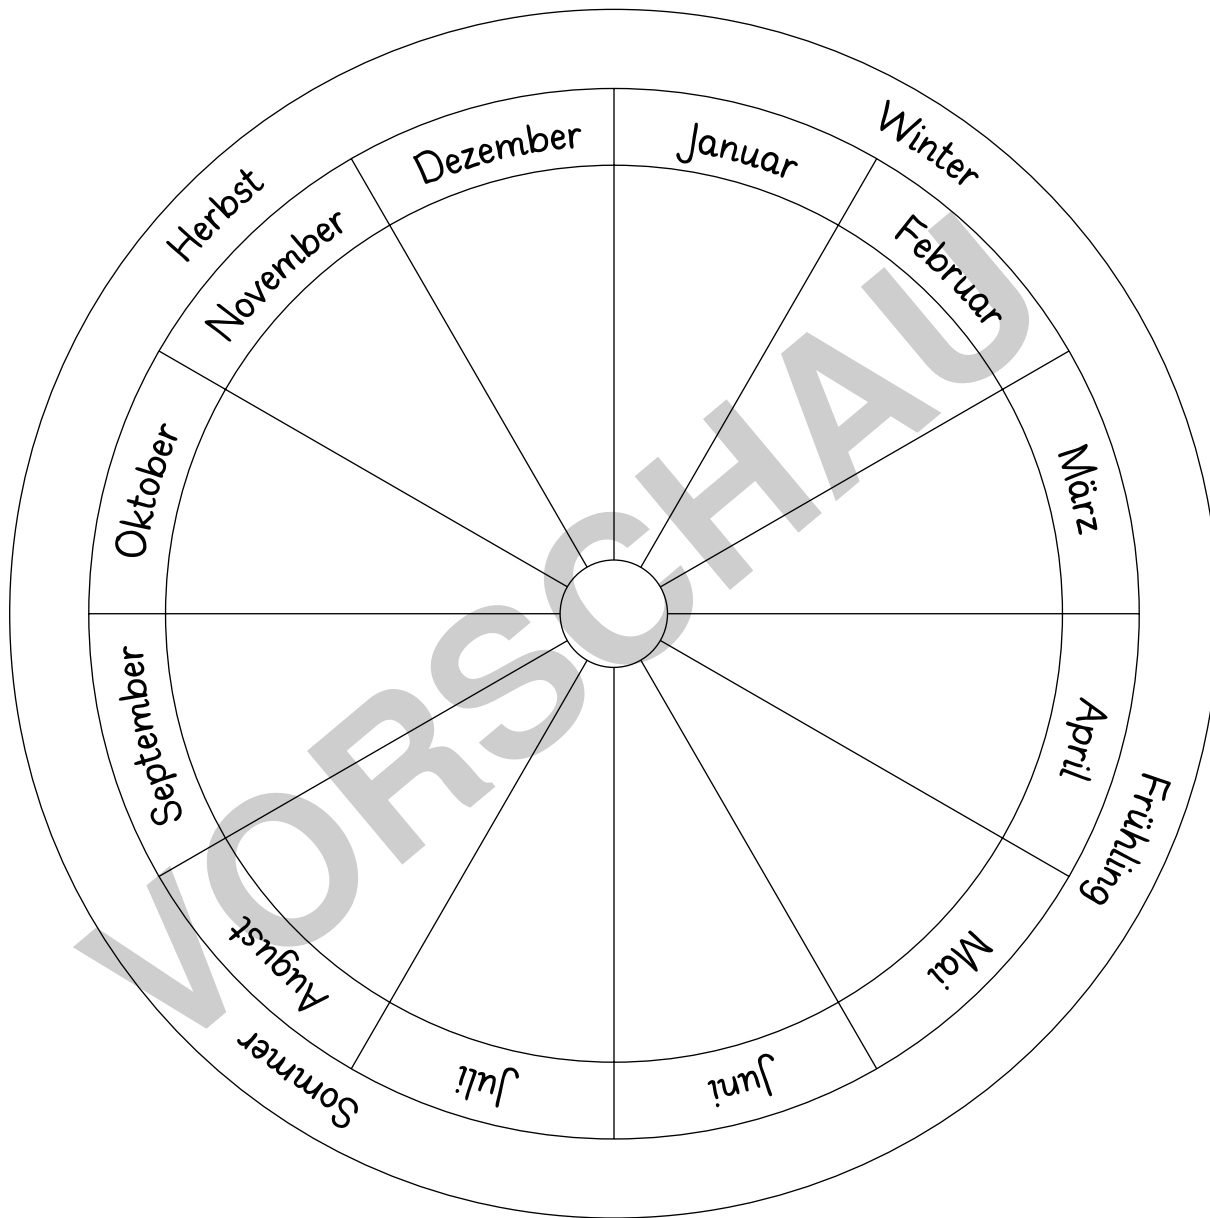 Winter
Frühling
Sommer
Herbst
Januar
Februar
März
April
Mai
Juni
Juli
August
September
Oktober
November
Dezember
VORSCHAU